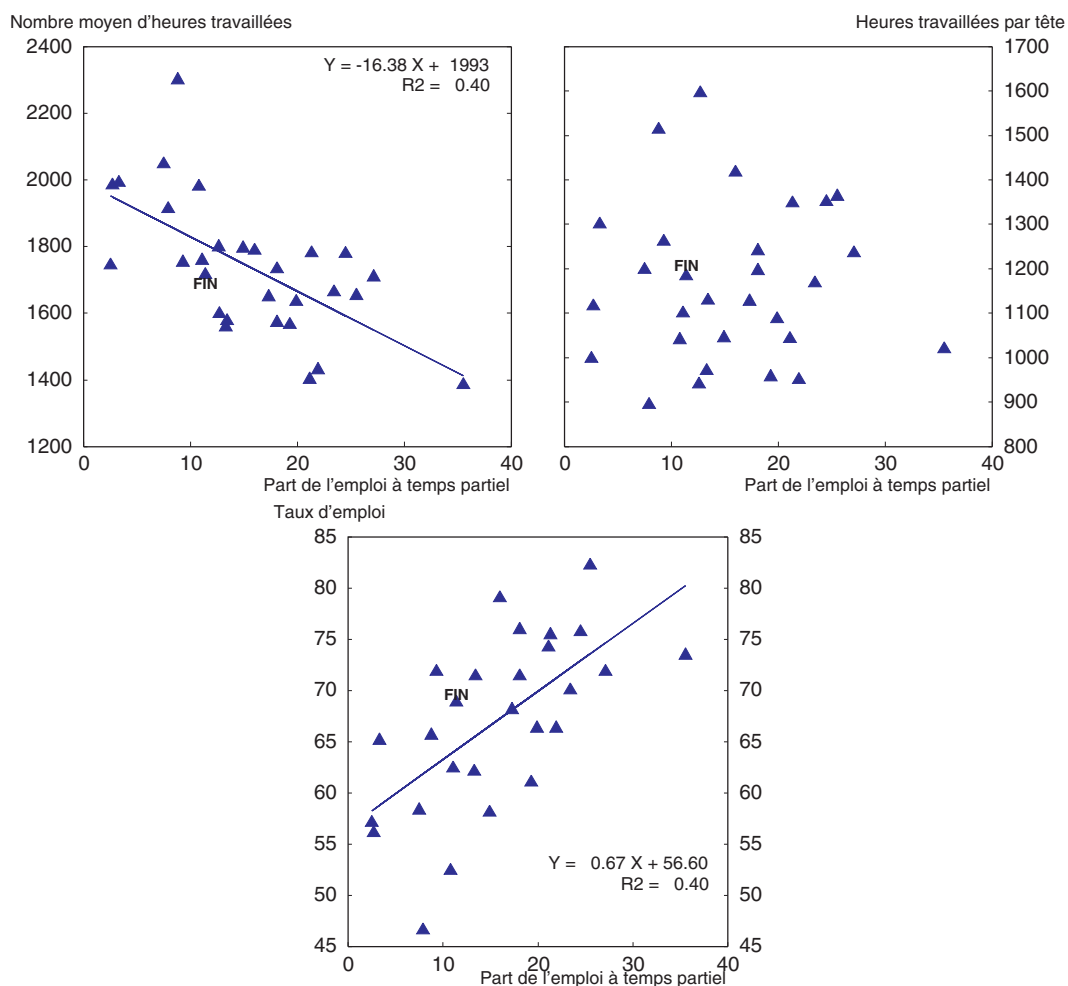 Nombre moyen d'heures travaillées
2400
2200
2000
1800
1600
1400
1200
0 10 20 30 40
Y = -16.38 X + 1993
R2 = 0.40
FIN
Part de l'emploi à temps partiel
Heures travaillées par tête
1700
1600
1500
1400
1300
1200
1100
1000
900
800
0 10 20 30 40
FIN
Part de l'emploi à temps partiel
Taux d'emploi
85 85
80 80
75 75
70 70
65 65
60 60
55 55
50 50
45 45
0 10 20 30 40
FIN
Y = 0.67 X + 56.60
R2 = 0.40
Part de l'emploi à temps partiel